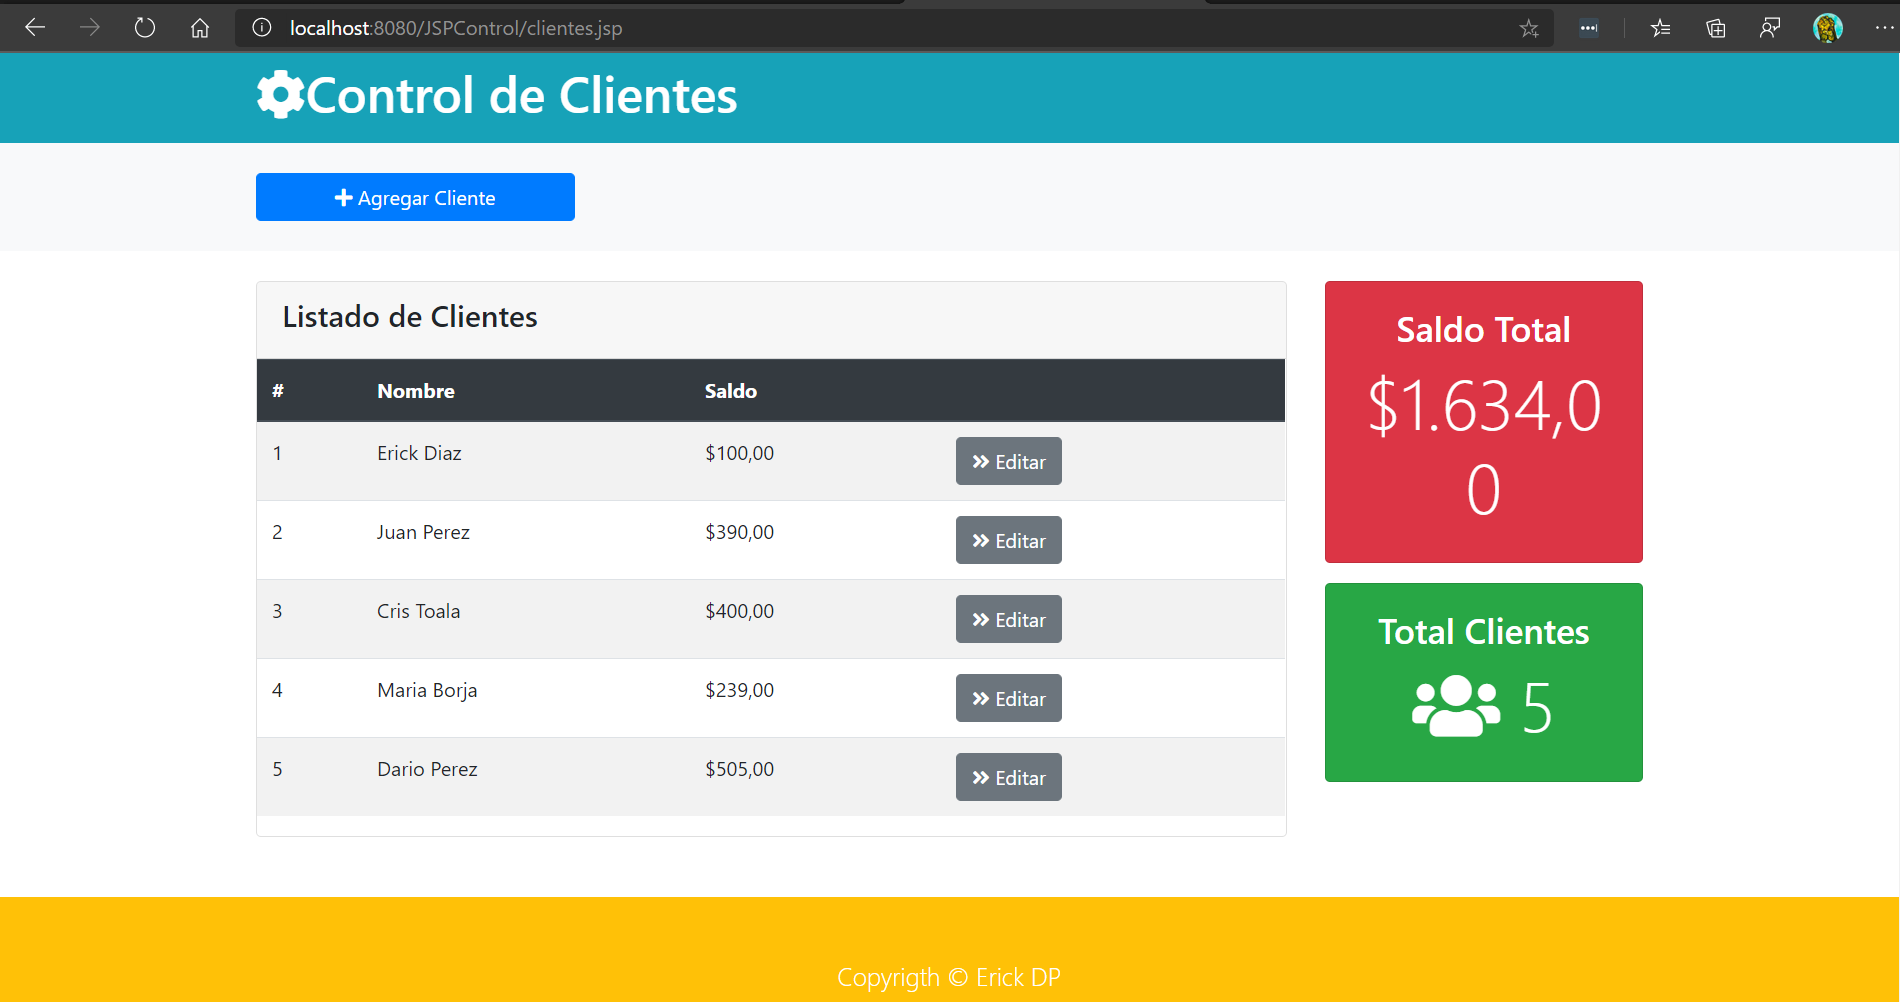 localhost:8080/JSPControl/clientes.jsp
Control de Clientes
Agregar Cliente
Listado de Clientes
# Nombre Saldo
1 Erick Diaz $100,00 Editar
2 Juan Perez $390,00 Editar
3 Cris Toala $400,00 Editar
4 Maria Borja $239,00 Editar
5 Dario Perez $505,00 Editar
Saldo Total
$1.634,0
0
Total Clientes
5
Copyrigth © Erick DP